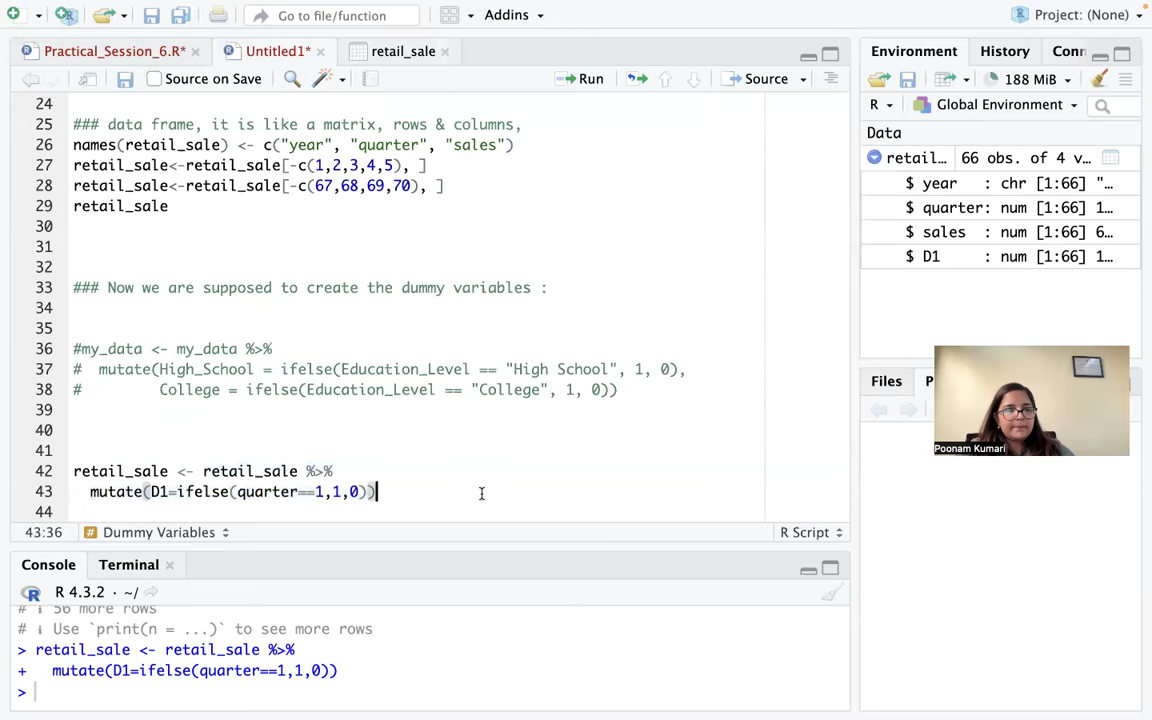 Go to file/function
Addins
Project: (None)
Practical_Session_6.R*
Untitled1*
retail_sale
Source on Save
Run
Source
24
25 ### data frame, it is like a matrix, rows & columns,
26 names(retail_sale) <- c("year", "quarter", "sales")
27 retail_sale<-retail_sale[-c(1,2,3,4,5), ]
28 retail_sale<-retail_sale[-c(67,68,69,70), ]
29 retail_sale
30
31
32
33 ### Now we are supposed to create the dummy variables :
34
35
36 #my_data <- my_data %>%
37 #  mutate(High_School = ifelse(Education_Level == "High School", 1, 0),
38 #         College = ifelse(Education_Level == "College", 1, 0))
39
40
41
42 retail_sale <- retail_sale %>%
43   mutate(D1=ifelse(quarter==1,1,0))
44
43:36
Dummy Variables
R Script
Console
Terminal
R 4.3.2 · ~/
# ℹ 56 more rows
# ℹ Use `print(n = ...)` to see more rows
> retail_sale <- retail_sale %>%
+   mutate(D1=ifelse(quarter==1,1,0))
>
Environment
History
Conn
188 MiB
R
Global Environment
Data
retail… 66 obs. of 4 v…
$ year   : chr [1:66] "…
$ quarter: num [1:66] 1…
$ sales  : num [1:66] 6…
$ D1     : num [1:66] 1…
Files
P
Poonam Kumari